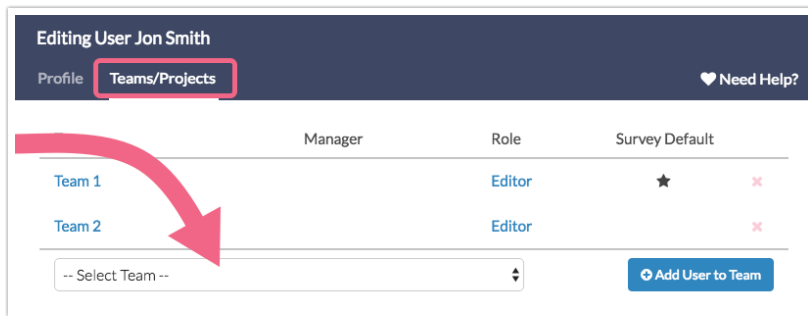 Editing User Jon Smith
Profile Teams/Projects Need Help?
Manager Role Survey Default
Team 1 Editor
Team 2 Editor
-- Select Team -- Add User to Team